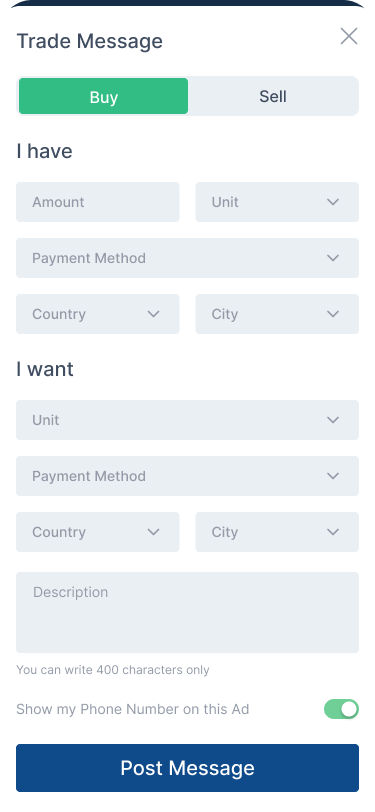 Trade Message
Buy Sell
I have
Amount Unit
Payment Method
Country City
I want
Unit
Payment Method
Country City
Description
You can write 400 characters only
Show my Phone Number on this Ad
Post Message